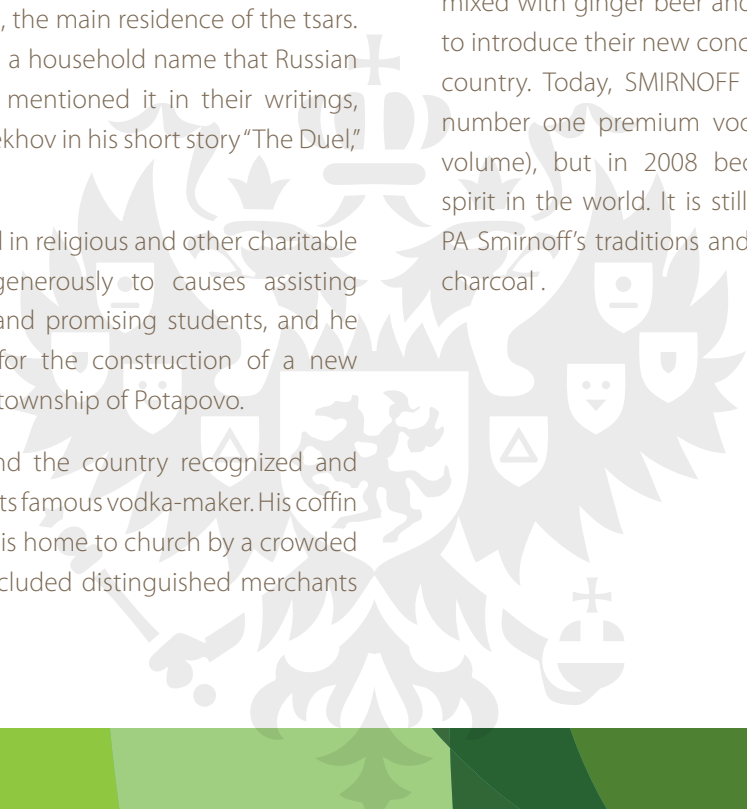 , the main residence of the tsars.
a household name that Russian
mentioned it in their writings,
ekhov in his short story “The Duel,”
l in religious and other charitable
generously to causes assisting
and promising students, and he
for the construction of a new
township of Potapovo.
nd the country recognized and
ts famous vodka-maker. His coffin
is home to church by a crowded
cluded distinguished merchants
mixed with ginger beer and
to introduce their new conc
country. Today, SMIRNOFF
number one premium vod
volume), but in 2008 bec
spirit in the world. It is still
PA Smirnoff’s traditions and
charcoal .